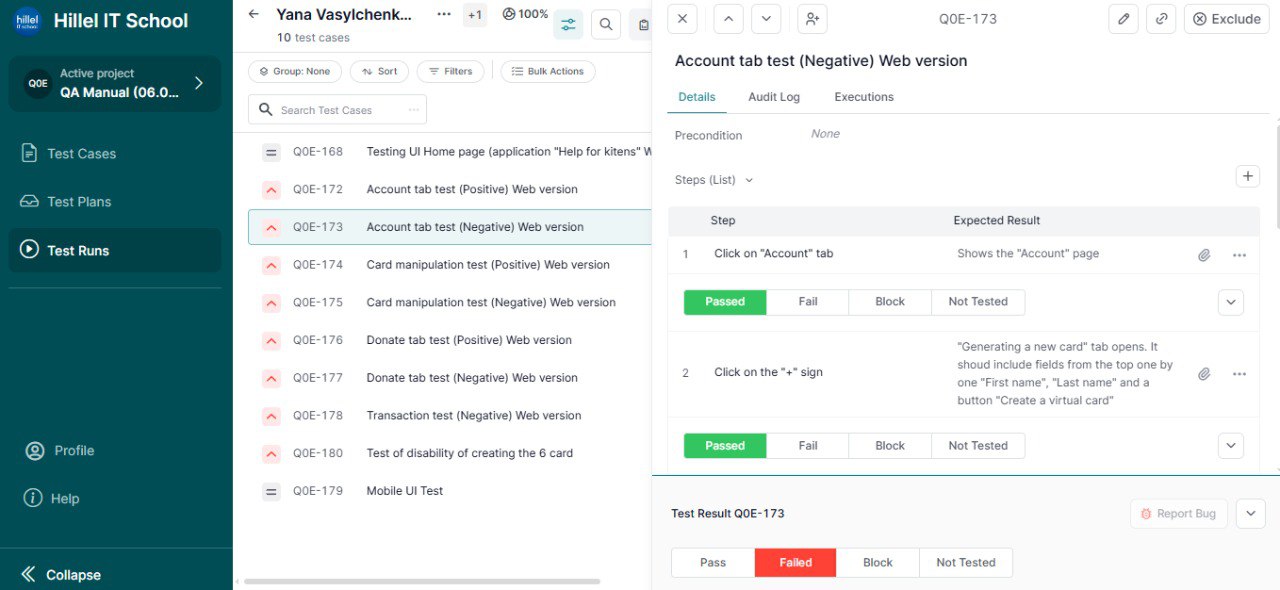 hillel
IT school
Hillel IT School
Q0E
Active project
QA Manual (06.0...
Test Cases
Test Plans
Test Runs
Profile
Help
Collapse
Yana Vasylchenk...
+1
100%
10 test cases
Group: None
Sort
Filters
Bulk Actions
Search Test Cases
Q0E-168 Testing UI Home page (application "Help for kitens" W
Q0E-172 Account tab test (Positive) Web version
Q0E-173 Account tab test (Negative) Web version
Q0E-174 Card manipulation test (Positive) Web version
Q0E-175 Card manipulation test (Negative) Web version
Q0E-176 Donate tab test (Positive) Web version
Q0E-177 Donate tab test (Negative) Web version
Q0E-178 Transaction test (Negative) Web version
Q0E-180 Test of disability of creating the 6 card
Q0E-179 Mobile UI Test
Q0E-173
Exclude
Account tab test (Negative) Web version
Details Audit Log Executions
Precondition None
Steps (List)
Step Expected Result
1 Click on "Account" tab Shows the "Account" page
Passed Fail Block Not Tested
2 Click on the "+" sign
"Generating a new card" tab opens. It
shoud include fields from the top one by
one "First name", "Last name" and a
button "Create a virtual card"
Passed Fail Block Not Tested
Test Result Q0E-173
Report Bug
Pass Failed Block Not Tested